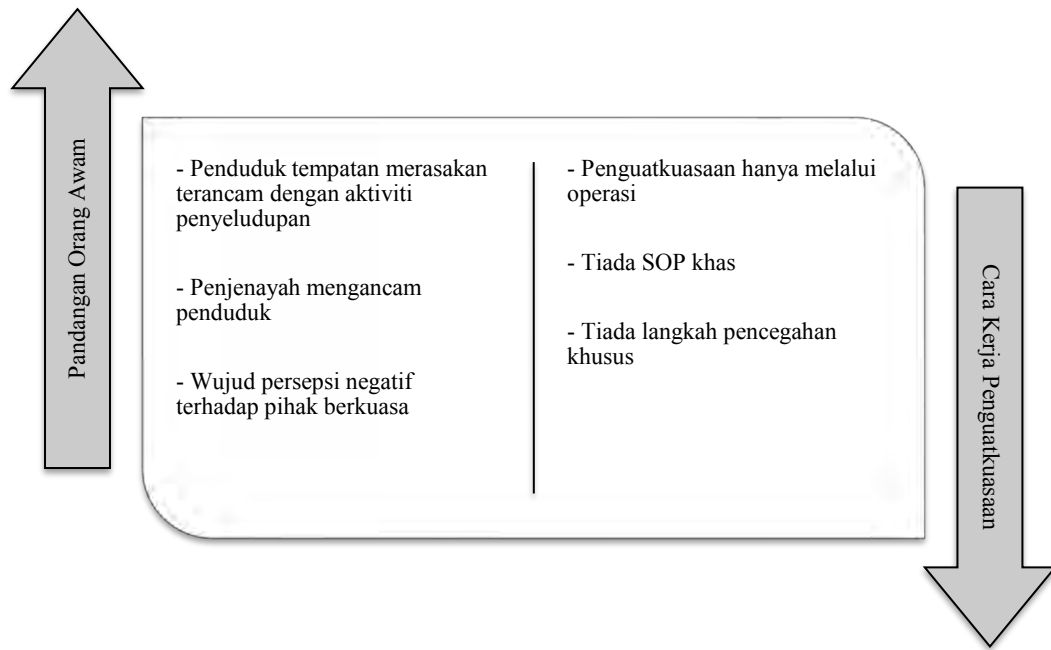 Pandangan Orang Awam
- Penduduk tempatan merasakan
terancam dengan aktiviti
penyeludupan
- Penjenayah mengancam
penduduk
- Wujud persepsi negatif
terhadap pihak berkuasa
- Penguatkuasaan hanya melalui
operasi
- Tiada SOP khas
- Tiada langkah pencegahan
khusus
Cara Kerja Penguatkuasaan